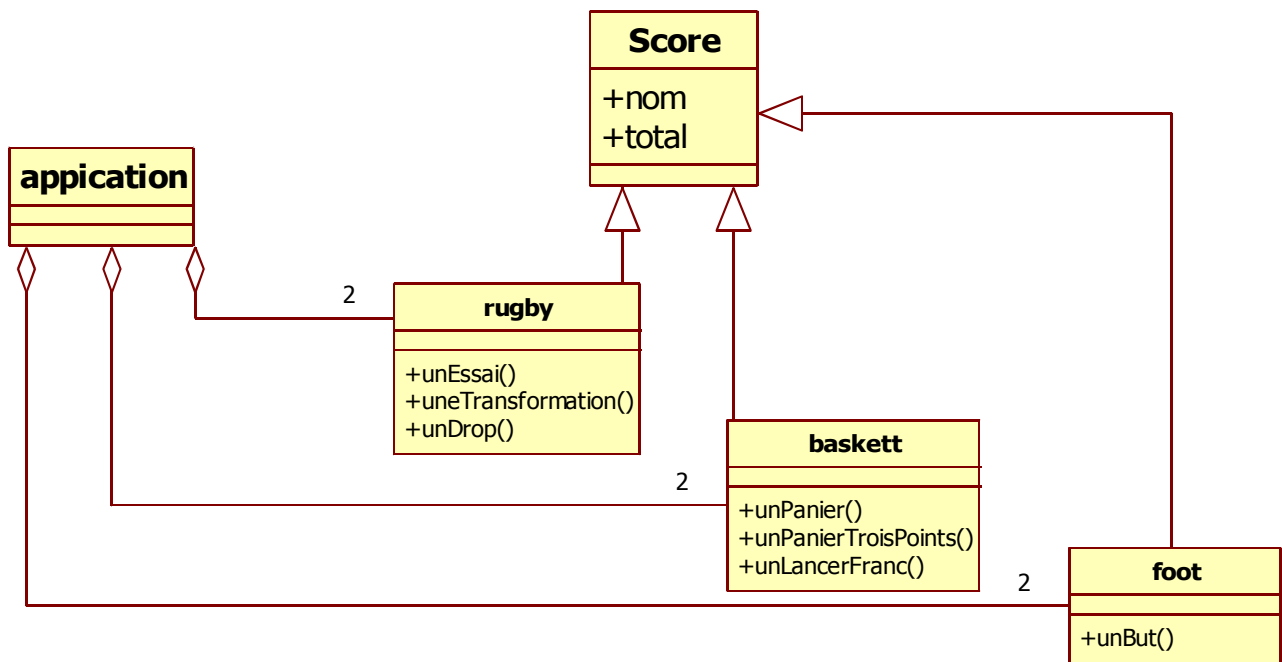 Score
+nom
+total
appication
2
rugby
+unEssai()
+uneTransformation()
+unDrop()
2
baskett
+unPanier()
+unPanierTroisPoints()
+unLancerFranc()
2
foot
+unBut()